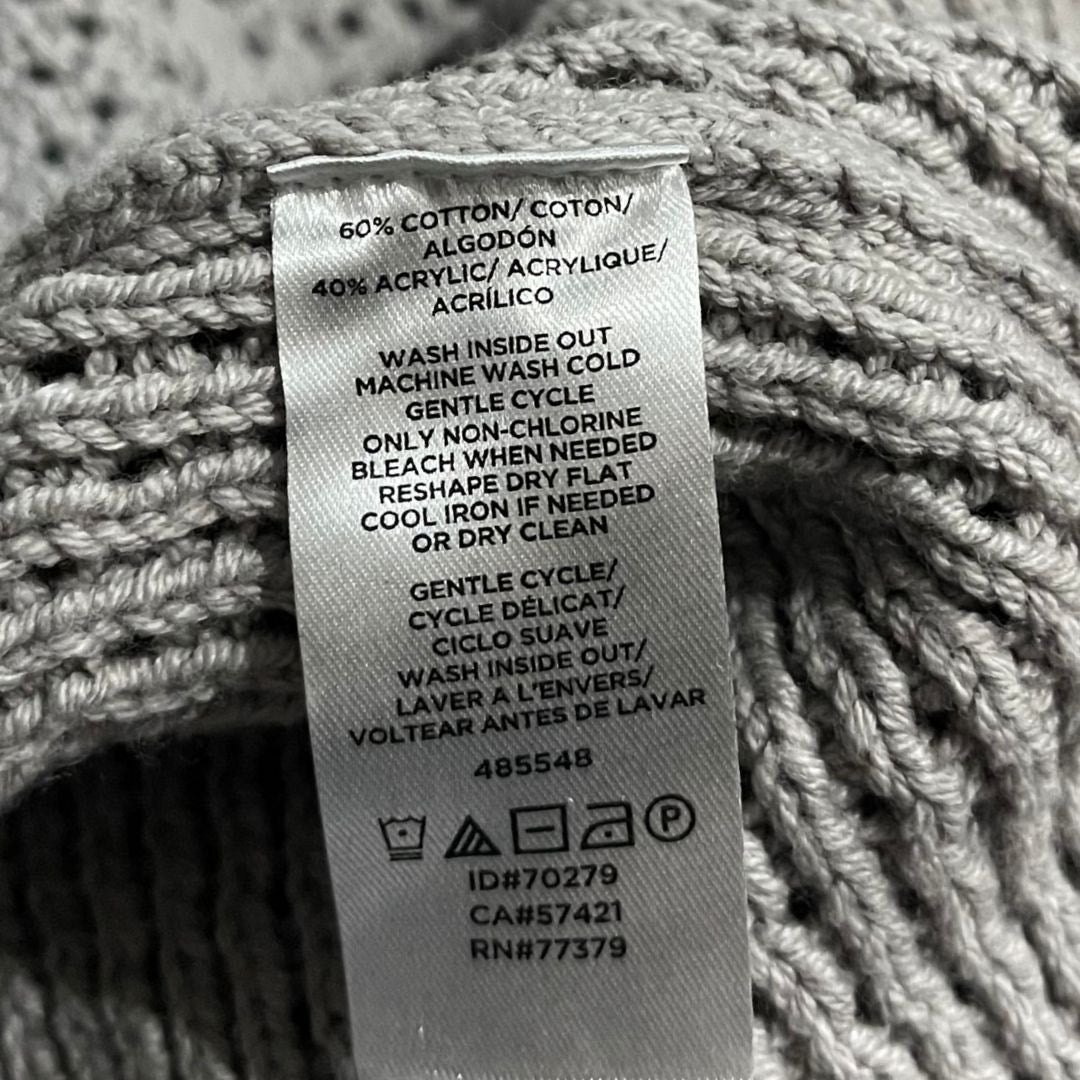 60% COTTON/ COTON/
ALGODÓN
40% ACRYLIC/ ACRYLIQUE/
ACRÍLICO
WASH INSIDE OUT
MACHINE WASH COLD
GENTLE CYCLE
ONLY NON-CHLORINE
BLEACH WHEN NEEDED
RESHAPE DRY FLAT
COOL IRON IF NEEDED
OR DRY CLEAN
GENTLE CYCLE/
CYCLE DÉLICAT/
CICLO SUAVE
WASH INSIDE OUT/
LAVER A L'ENVERS/
VOLTEAR ANTES DE LAVAR
485548
P
ID#70279
CA#57421
RN#77379